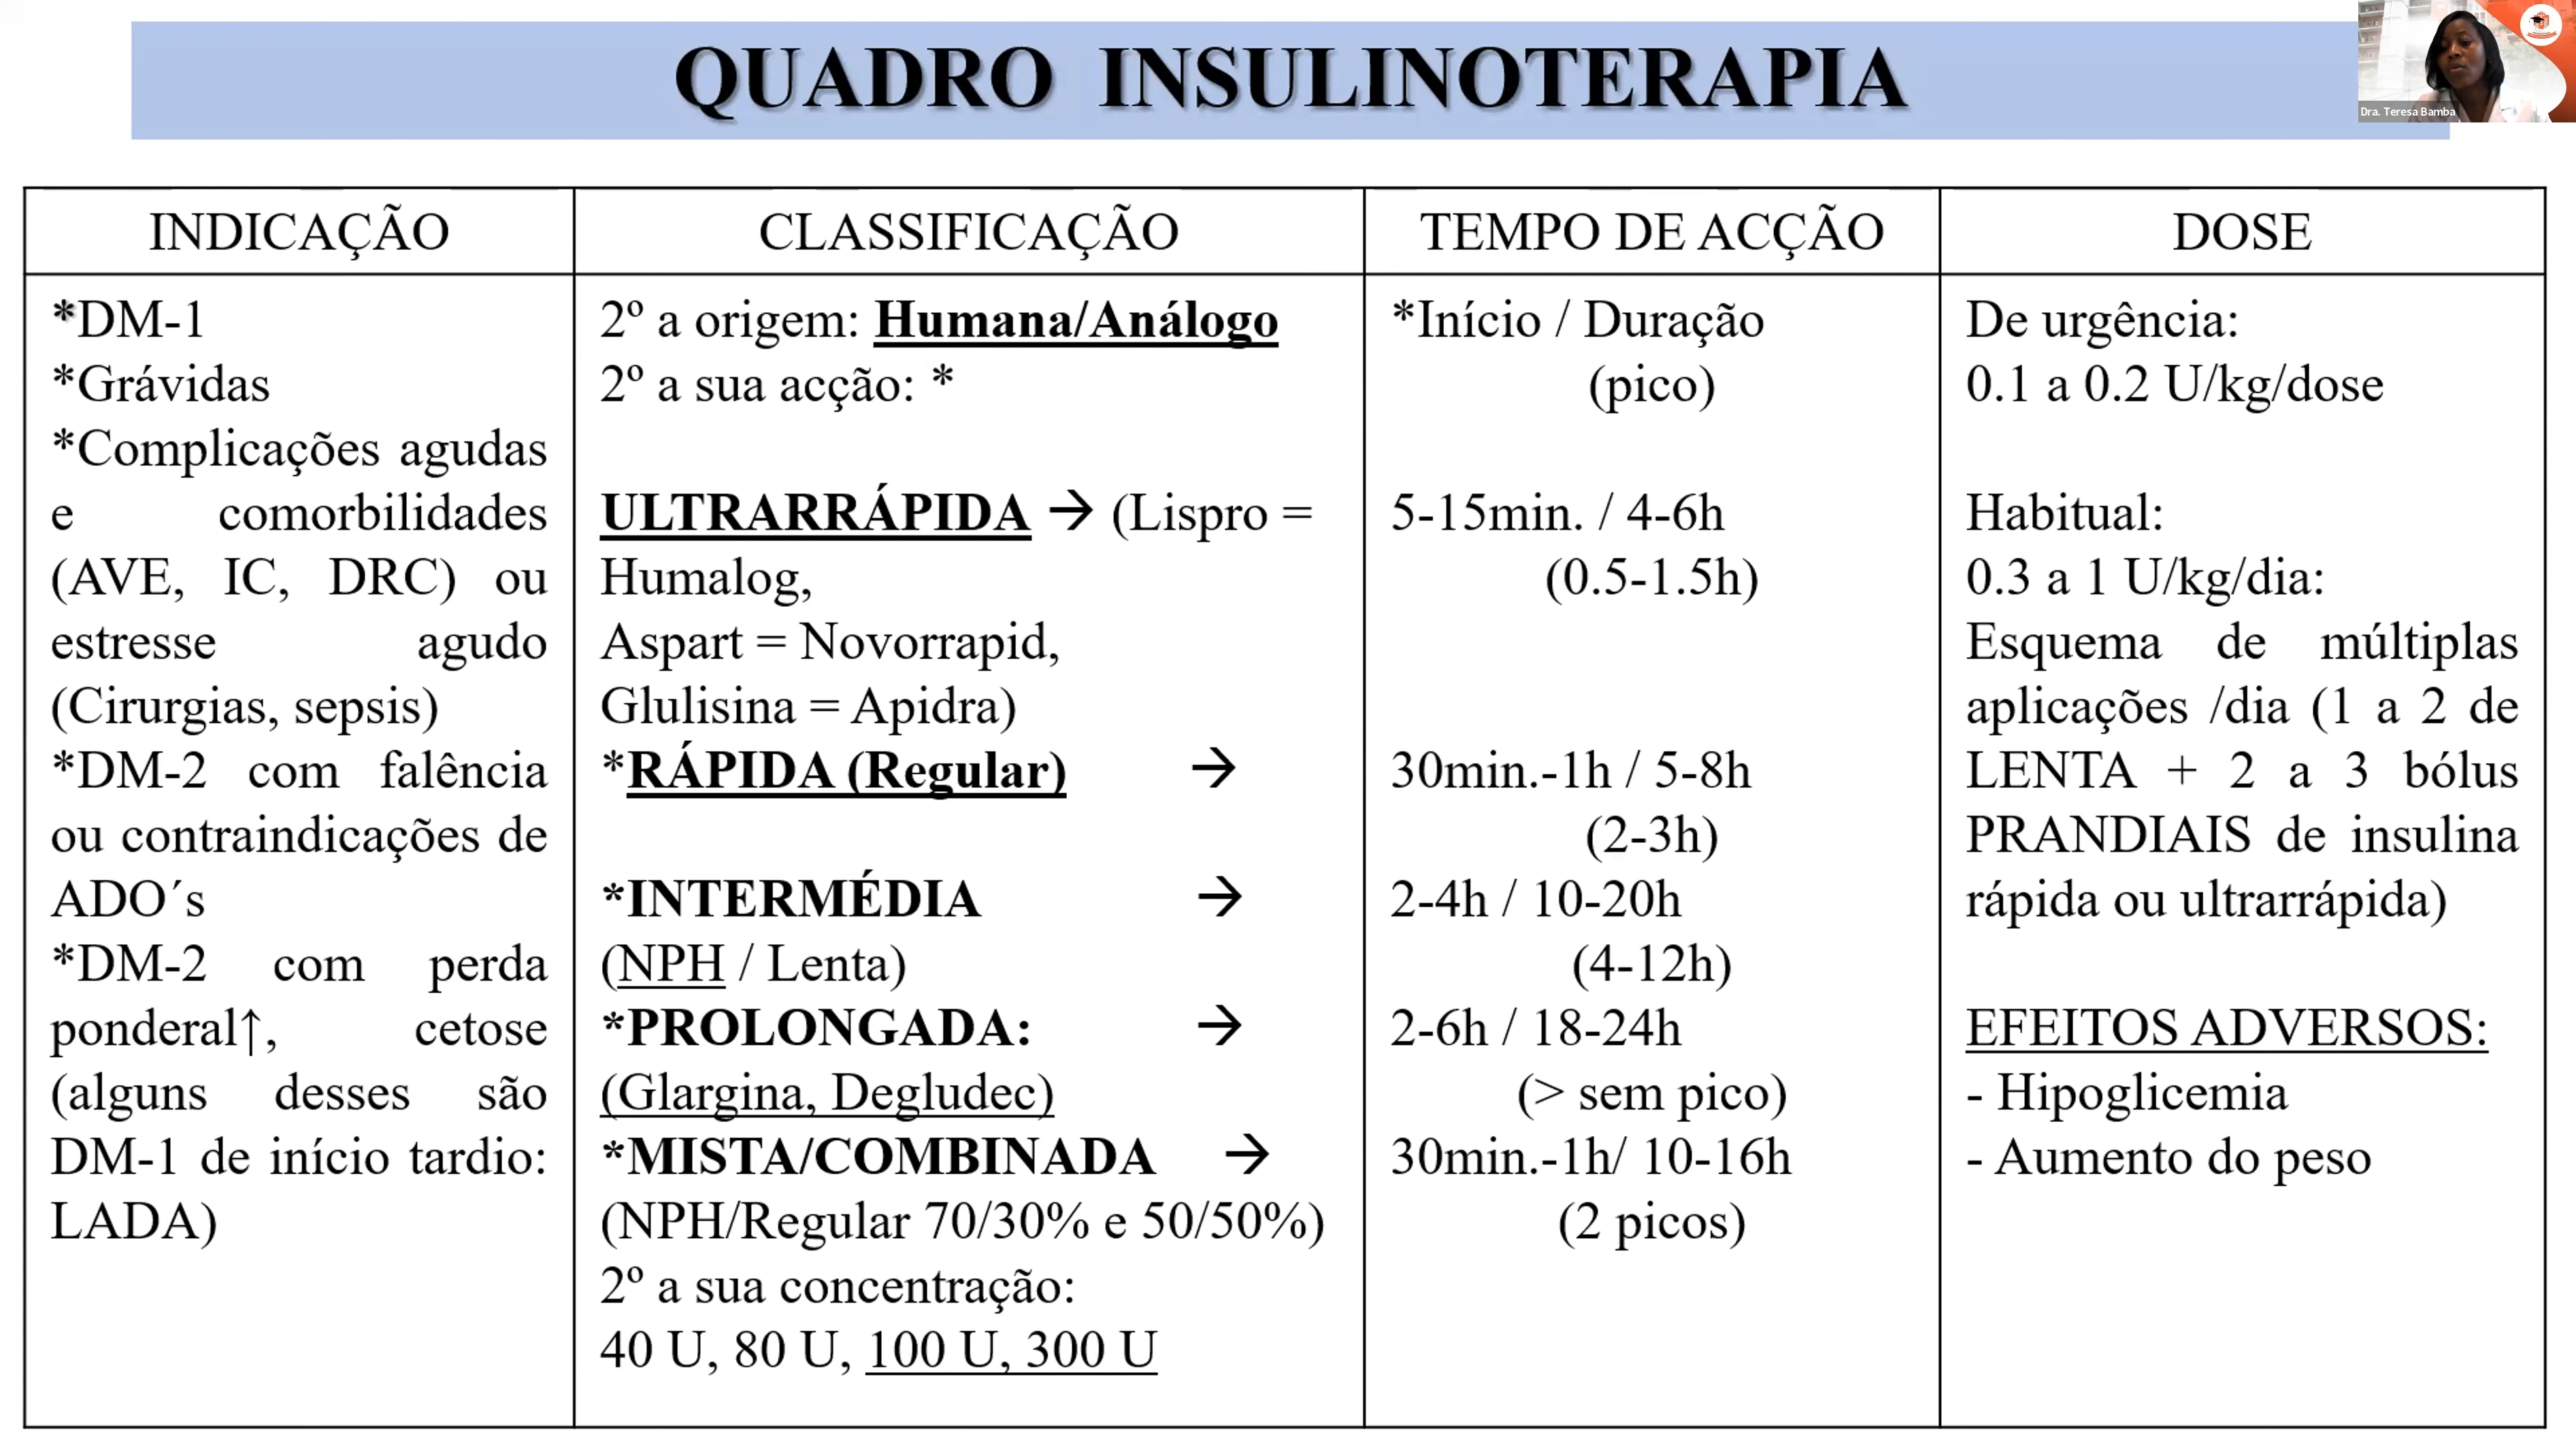 QUADRO INSULINOTERAPIA
Dra. Teresa Bamba
INDICAÇÃO
*DM-1
*Grávidas
*Complicações agudas
e comorbilidades
(AVE, IC, DRC) ou
estresse agudo
(Cirurgias, sepsis)
*DM-2 com falência
ou contraindicações de
ADO´s
*DM-2 com perda
ponderal↑, cetose
(alguns desses são
DM-1 de início tardio:
LADA)
CLASSIFICAÇÃO
2º a origem: Humana/Análogo
2º a sua acção: *
ULTRARRÁPIDA → (Lispro =
Humalog,
Aspart = Novorrapid,
Glulisina = Apidra)
*RÁPIDA (Regular) →
*INTERMÉDIA →
(NPH / Lenta)
*PROLONGADA: →
(Glargina, Degludec)
*MISTA/COMBINADA →
(NPH/Regular 70/30% e 50/50%)
2º a sua concentração:
40 U, 80 U, 100 U, 300 U
TEMPO DE ACÇÃO
*Início / Duração
(pico)
5-15min. / 4-6h
(0.5-1.5h)
30min.-1h / 5-8h
(2-3h)
2-4h / 10-20h
(4-12h)
2-6h / 18-24h
(> sem pico)
30min.-1h/ 10-16h
(2 picos)
DOSE
De urgência:
0.1 a 0.2 U/kg/dose
Habitual:
0.3 a 1 U/kg/dia:
Esquema de múltiplas
aplicações /dia (1 a 2 de
LENTA + 2 a 3 bólus
PRANDIAIS de insulina
rápida ou ultrarrápida)
EFEITOS ADVERSOS:
- Hipoglicemia
- Aumento do peso